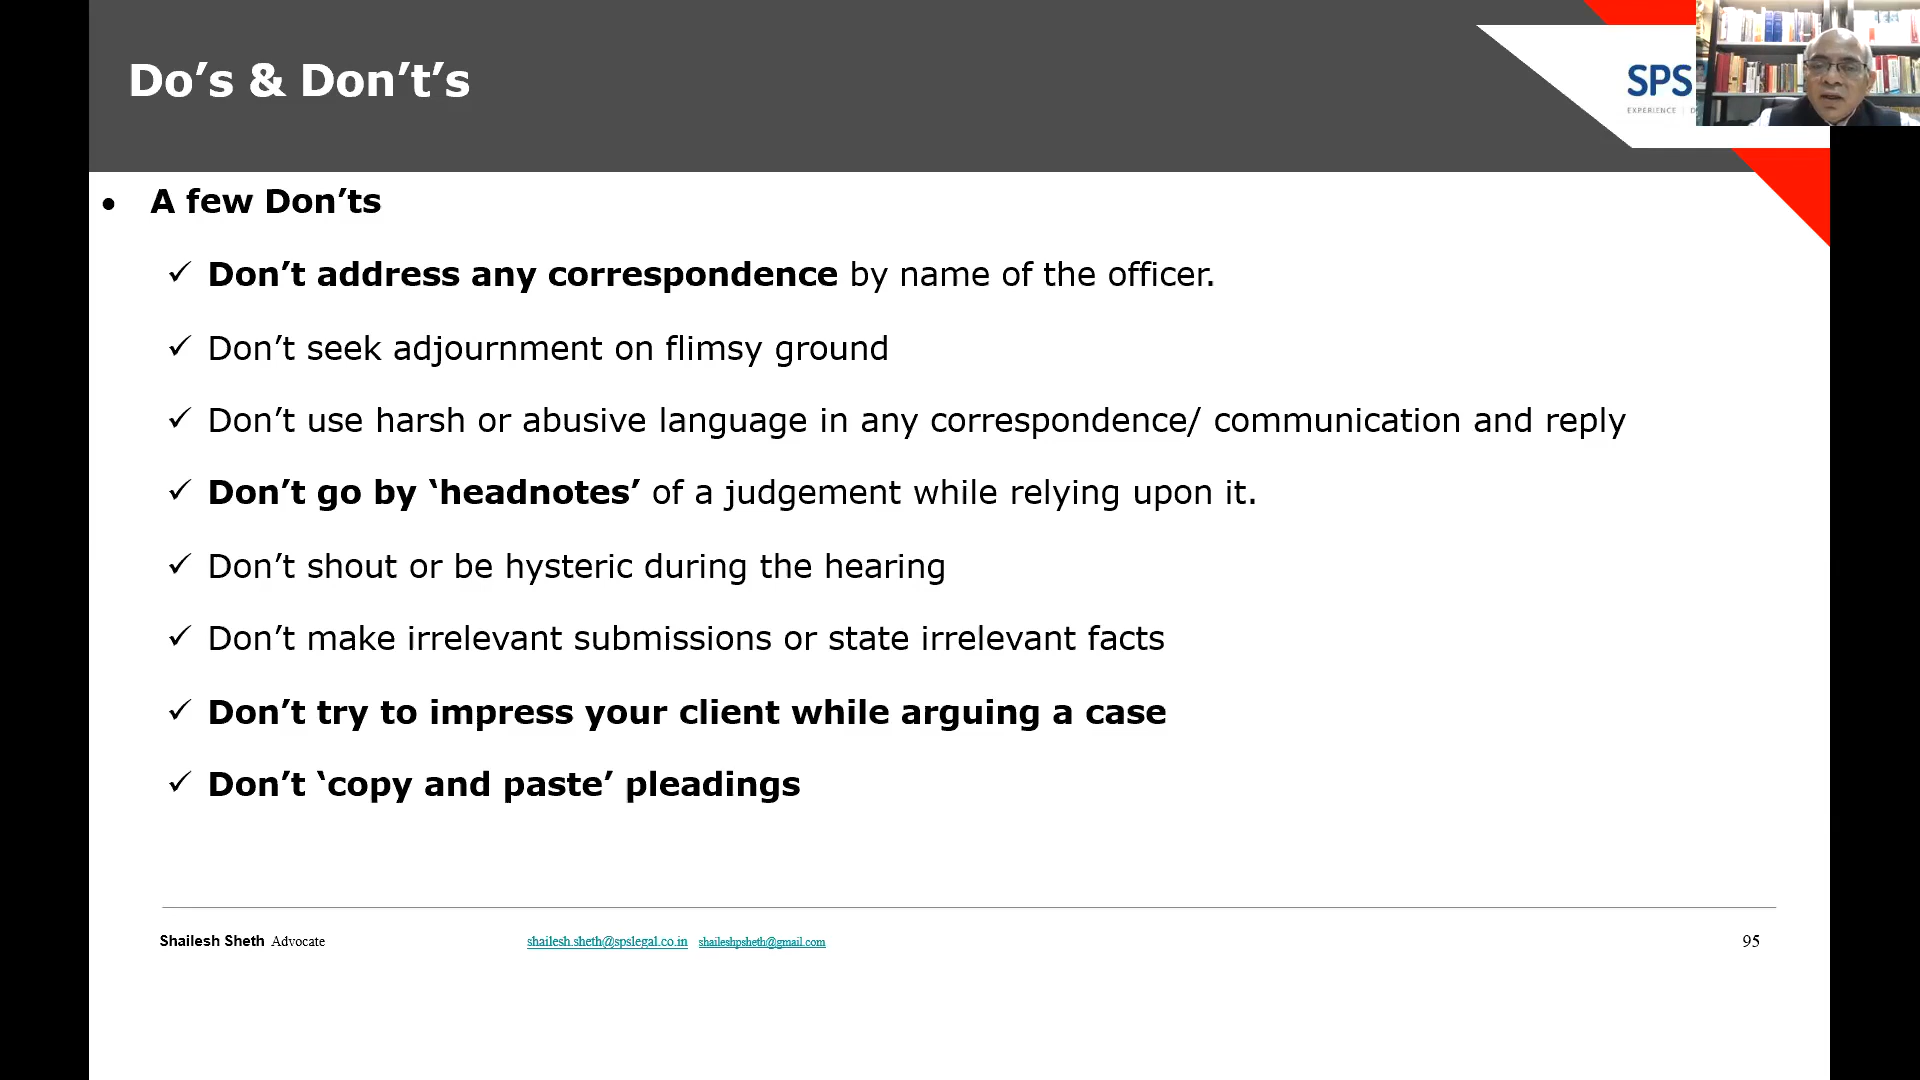 Do’s & Don’t’s
SPS
EXPERIENCE
• A few Don’ts
✓ Don’t address any correspondence by name of the officer.
✓ Don’t seek adjournment on flimsy ground
✓ Don’t use harsh or abusive language in any correspondence/ communication and reply
✓ Don’t go by ‘headnotes’ of a judgement while relying upon it.
✓ Don’t shout or be hysteric during the hearing
✓ Don’t make irrelevant submissions or state irrelevant facts
✓ Don’t try to impress your client while arguing a case
✓ Don’t ‘copy and paste’ pleadings
Shailesh Sheth Advocate shailesh.sheth@spslegal.co.in shaileshpsheth@gmail.com 95